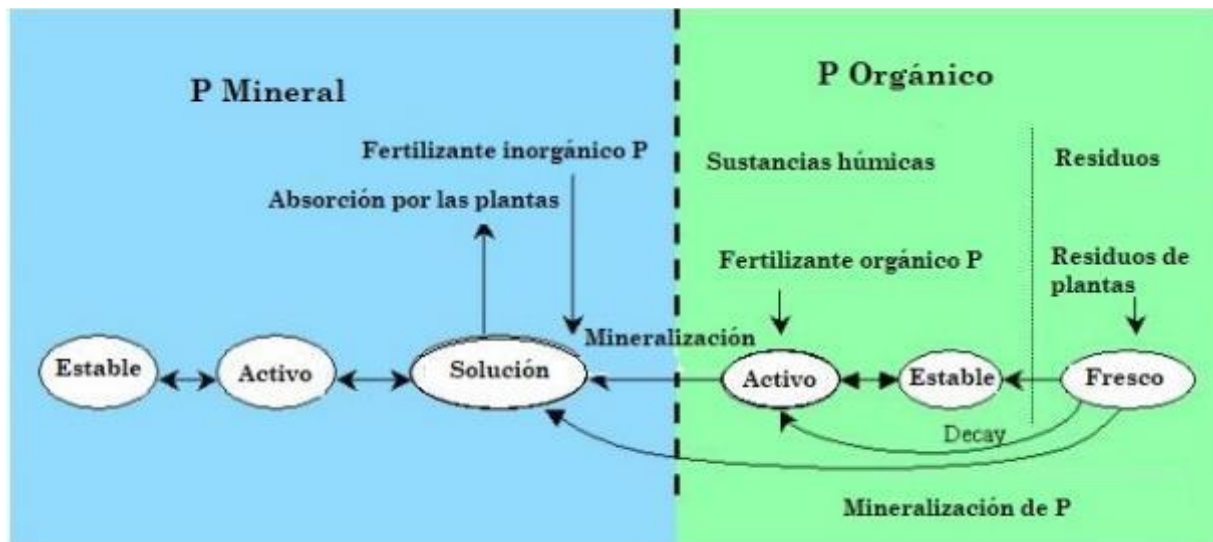 P Mineral
P Orgánico
Fertilizante inorgánico P
Absorción por las plantas
Sustancias húmicas
Residuos
Fertilizante orgánico P
Residuos de
plantas
Mineralización
Estable
Activo
Solución
Activo
Estable
Fresco
Decay
Mineralización de P